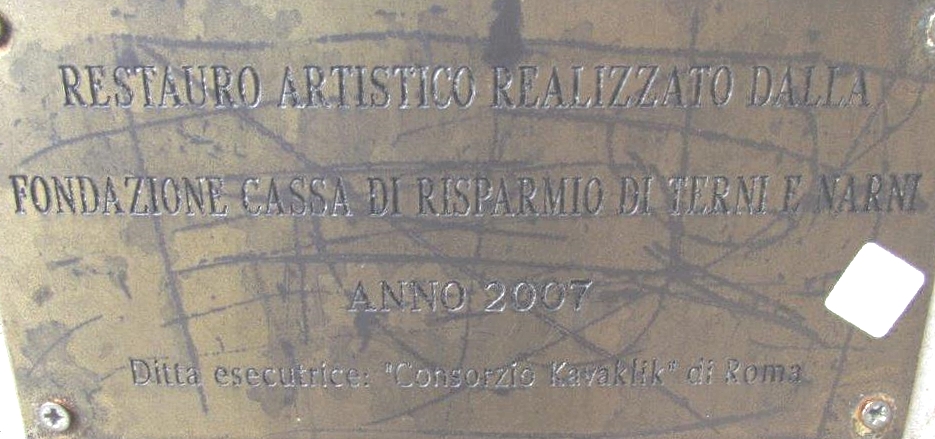 RESTAURO ARTISTICO REALIZZATO DALLA
FONDAZIONE CASSA DI RISPARMIO DI TERNI E NARNI
ANNO 2007
Ditta esecutrice: "Consorzio Kavaklik" di Roma